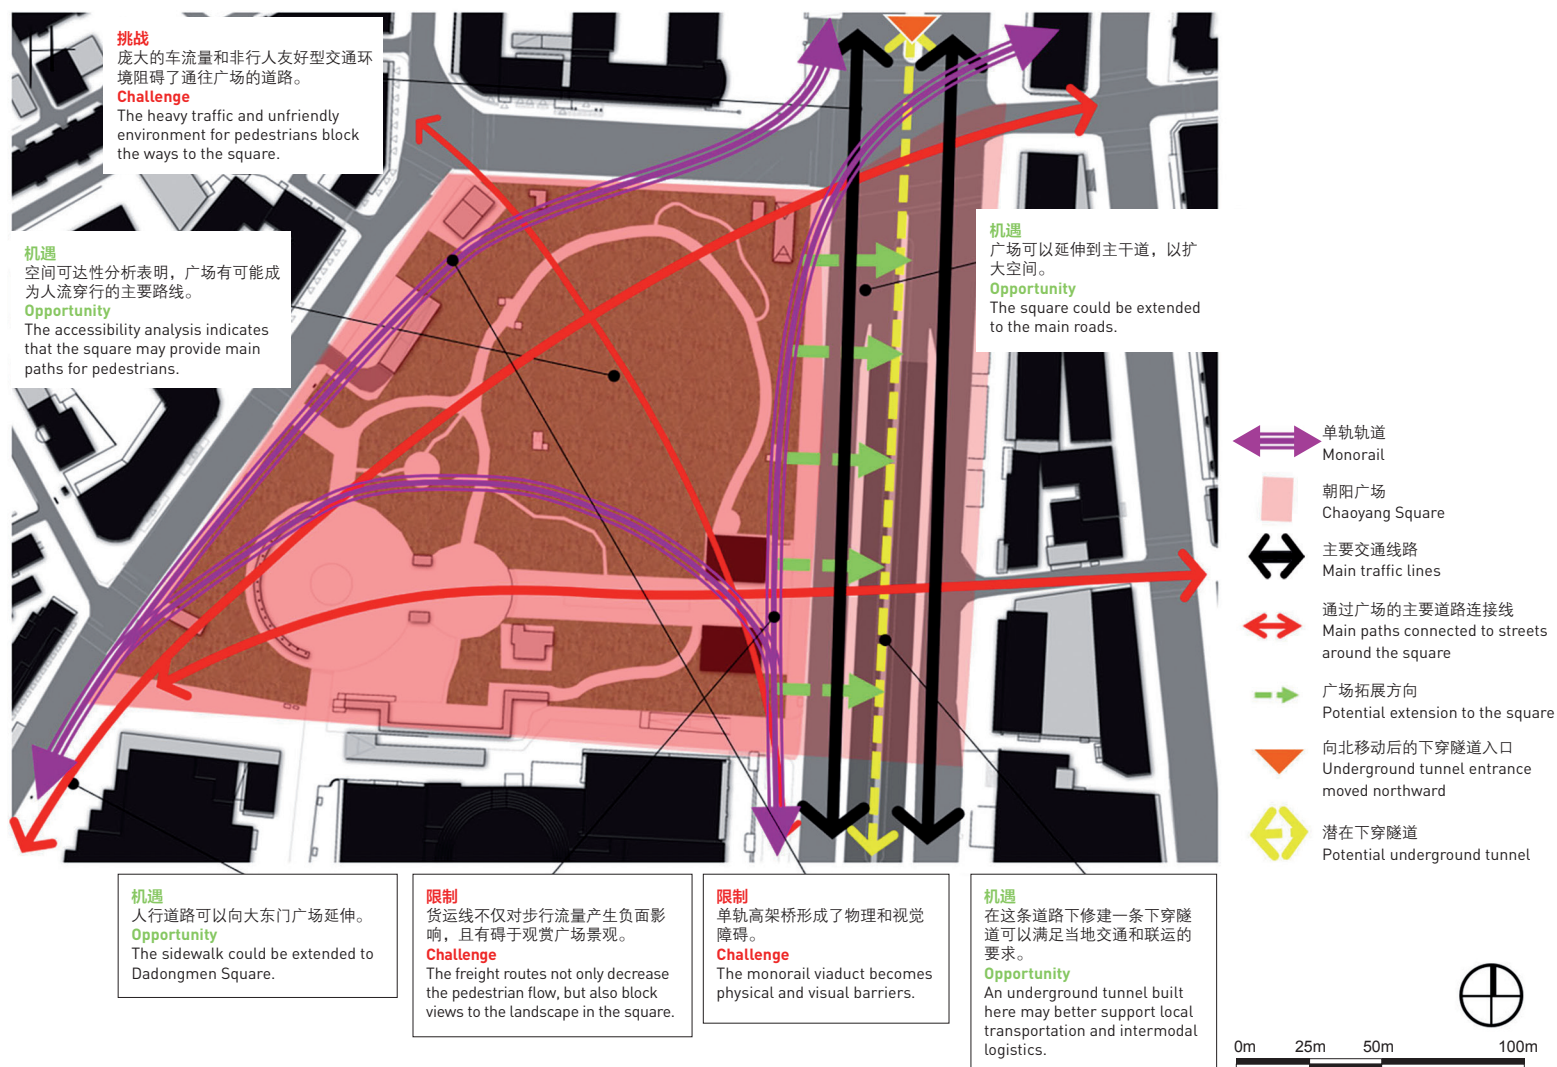 挑战
庞大的车流量和非行人友好型交通环
境阻碍了通往广场的道路。
Challenge
The heavy traffic and unfriendly
environment for pedestrians block
the ways to the square.
机遇
空间可达性分析表明，广场有可能成
为人流穿行的主要路线。
Opportunity
The accessibility analysis indicates
that the square may provide main
paths for pedestrians.
机遇
广场可以延伸到主干道，以扩
大空间。
Opportunity
The square could be extended
to the main roads.
单轨轨道
Monorail
朝阳广场
Chaoyang Square
主要交通线路
Main traffic lines
通过广场的主要道路连接线
Main paths connected to streets
around the square
广场拓展方向
Potential extension to the square
向北移动后的下穿隧道入口
Underground tunnel entrance
moved northward
潜在下穿隧道
Potential underground tunnel
机遇
人行道路可以向大东门广场延伸。
Opportunity
The sidewalk could be extended to
Dadongmen Square.
限制
货运线不仅对步行流量产生负面影
响，且有碍于观赏广场景观。
Challenge
The freight routes not only decrease
the pedestrian flow, but also block
views to the landscape in the square.
限制
单轨高架桥形成了物理和视觉
障碍。
Challenge
The monorail viaduct becomes
physical and visual barriers.
机遇
在这条道路下修建一条下穿隧
道可以满足当地交通和联运的
要求。
Opportunity
An underground tunnel built
here may better support local
transportation and intermodal
logistics.
0m 25m 50m 100m